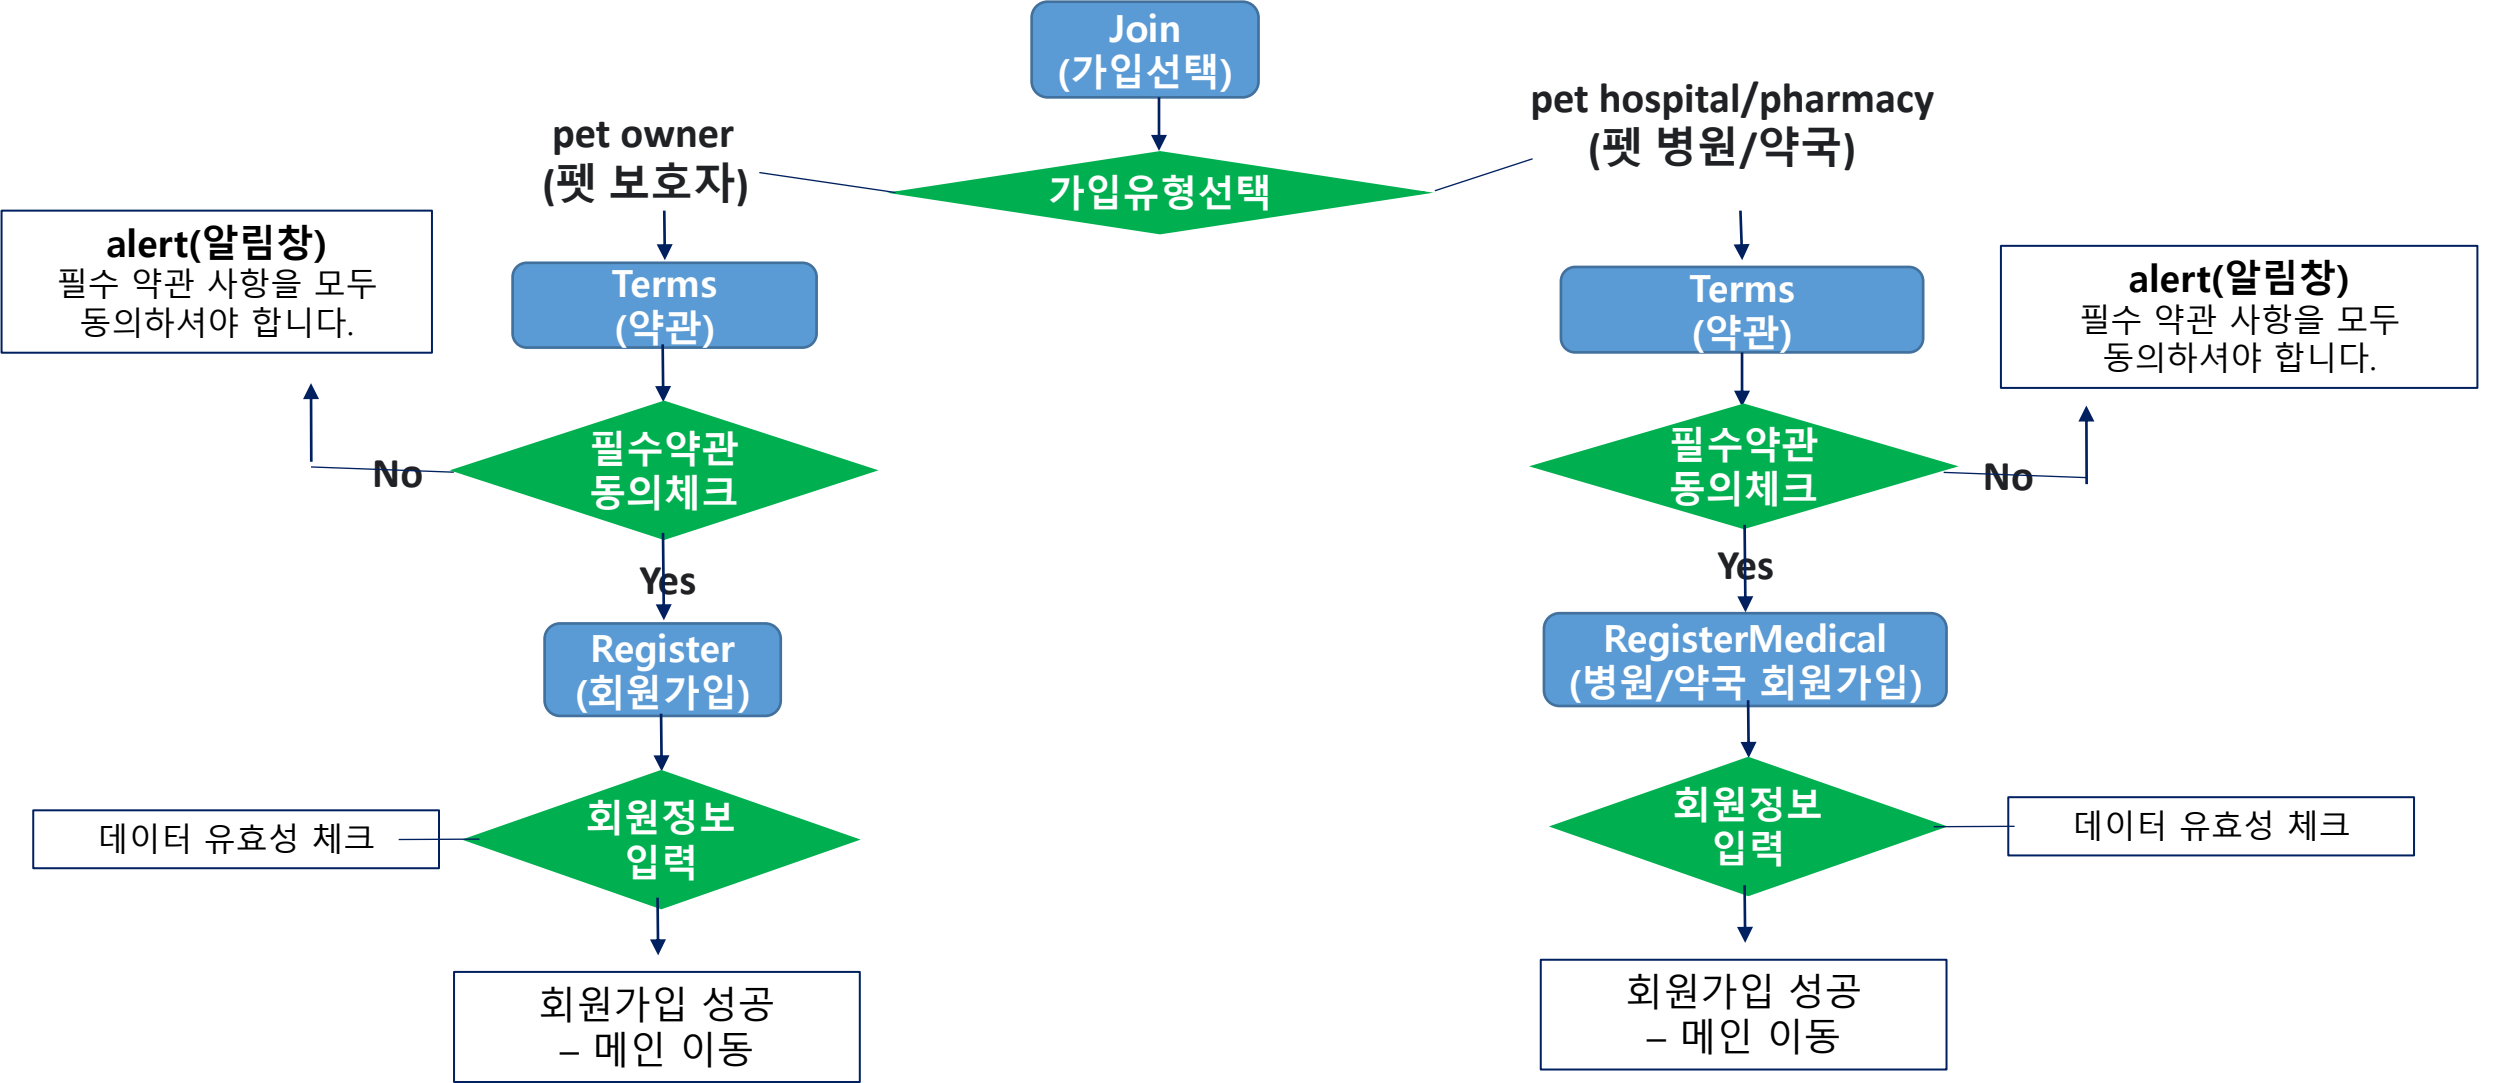 Join
(가입선택)
pet hospital/pharmacy
(펫 병원/약국)
pet owner
(펫 보호자)
가입유형선택
alert(알림창)
필수 약관 사항을 모두
동의하셔야 합니다.
Terms
(약관)
Terms
(약관)
alert(알림창)
필수 약관 사항을 모두
동의하셔야 합니다.
No
필수약관
동의체크
필수약관
동의체크
No
Yes
Yes
Register
(회원가입)
RegisterMedical
(병원/약국 회원가입)
데이터 유효성 체크
회원정보
입력
회원정보
입력
데이터 유효성 체크
회원가입 성공
– 메인 이동
회원가입 성공
– 메인 이동